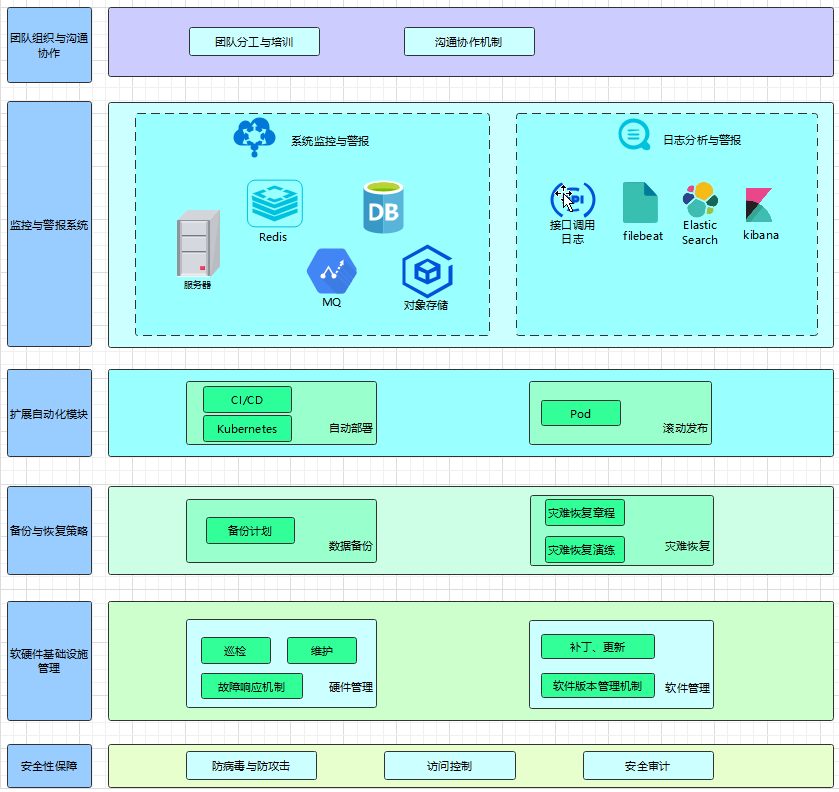 团队组织与沟通
协作
团队分工与培训
沟通协作机制
监控与警报系统
系统监控与警报
Redis
DB
服务器
MQ
对象存储
日志分析与警报
接口调用
日志
filebeat
Elastic
Search
kibana
扩展自动化模块
CI/CD
Kubernetes
自动部署
Pod
滚动发布
备份与恢复策略
备份计划
数据备份
灾难恢复章程
灾难恢复演练
灾难恢复
软硬件基础设施
管理
巡检
维护
故障响应机制
硬件管理
补丁、更新
软件版本管理机制
软件管理
安全性保障
防病毒与防攻击
访问控制
安全审计